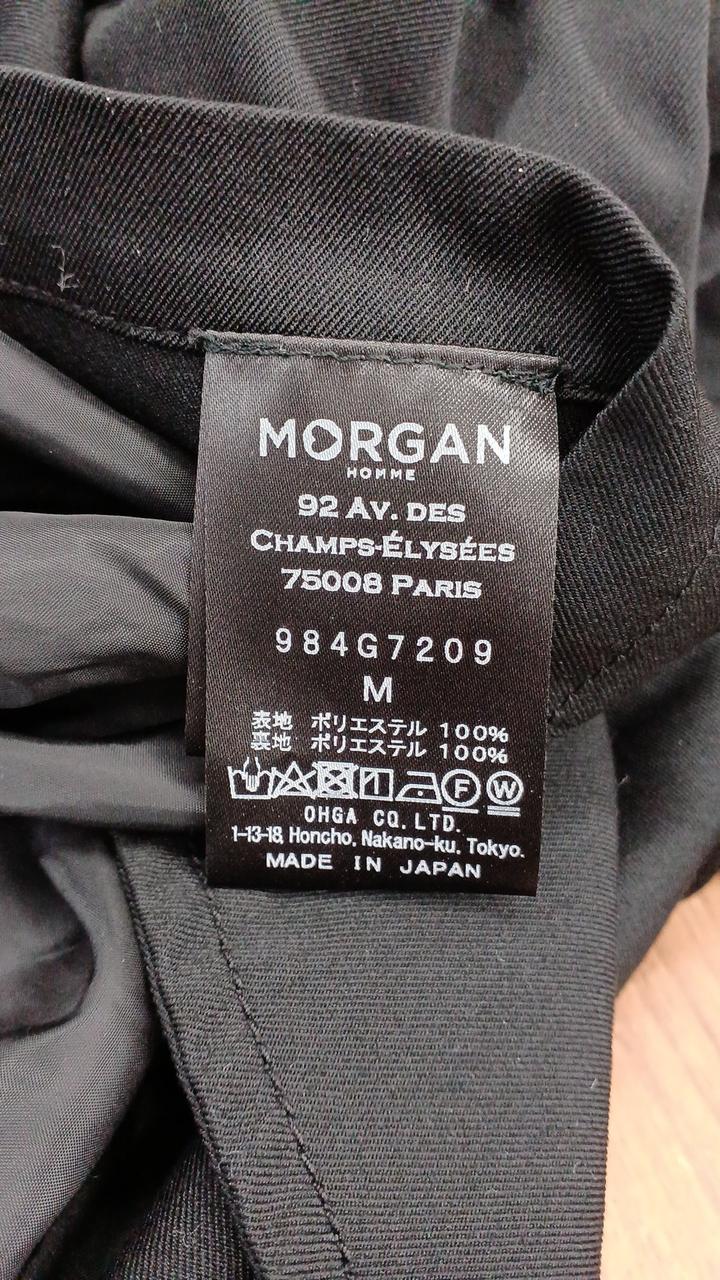 MORGAN
HOMME
92 AV. DES
CHAMPS-ÉLYSÉES
75008 PARIS
984G7209
M
表地 ポリエステル 100%
裏地 ポリエステル 100%
F W
OHGA CO.LTD.
1-13-18, Honcho, Nakano-ku, Tokyo.
MADE IN JAPAN